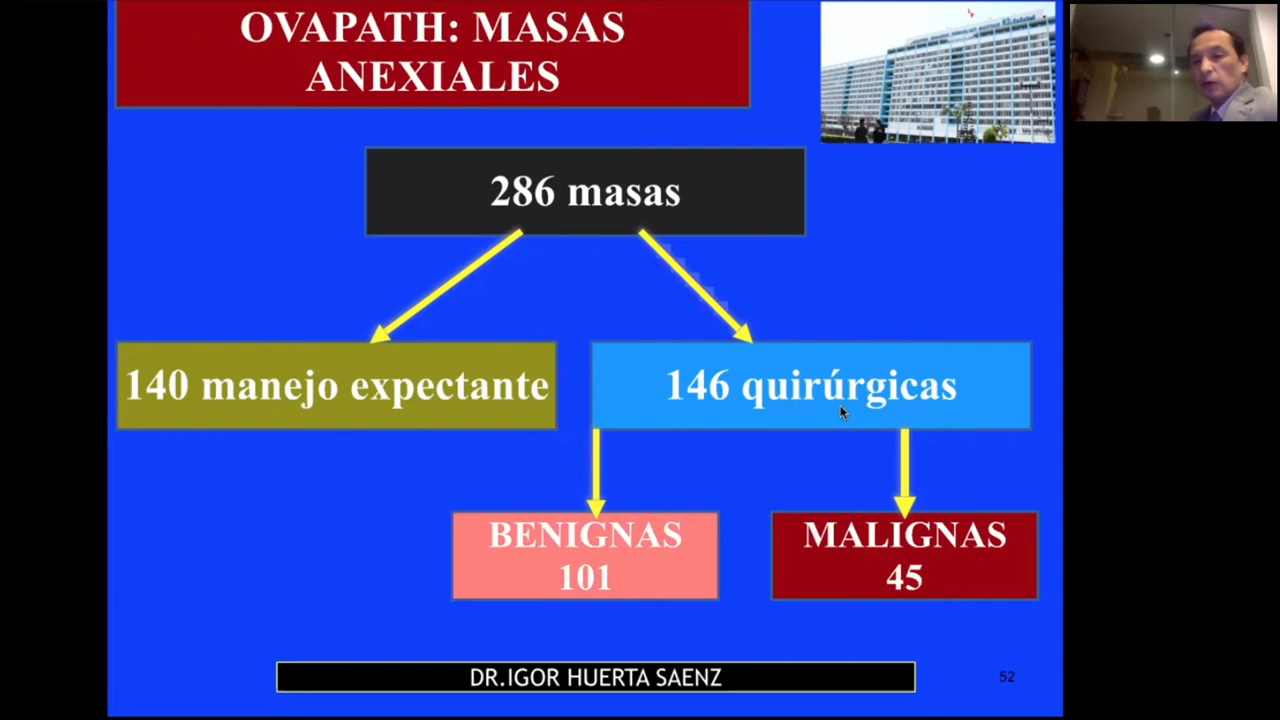 OVAPATH: MASAS
ANEXIALES
286 masas
140 manejo expectante
146 quirúrgicas
BENIGNAS
101
MALIGNAS
45
DR.IGOR HUERTA SAENZ
52